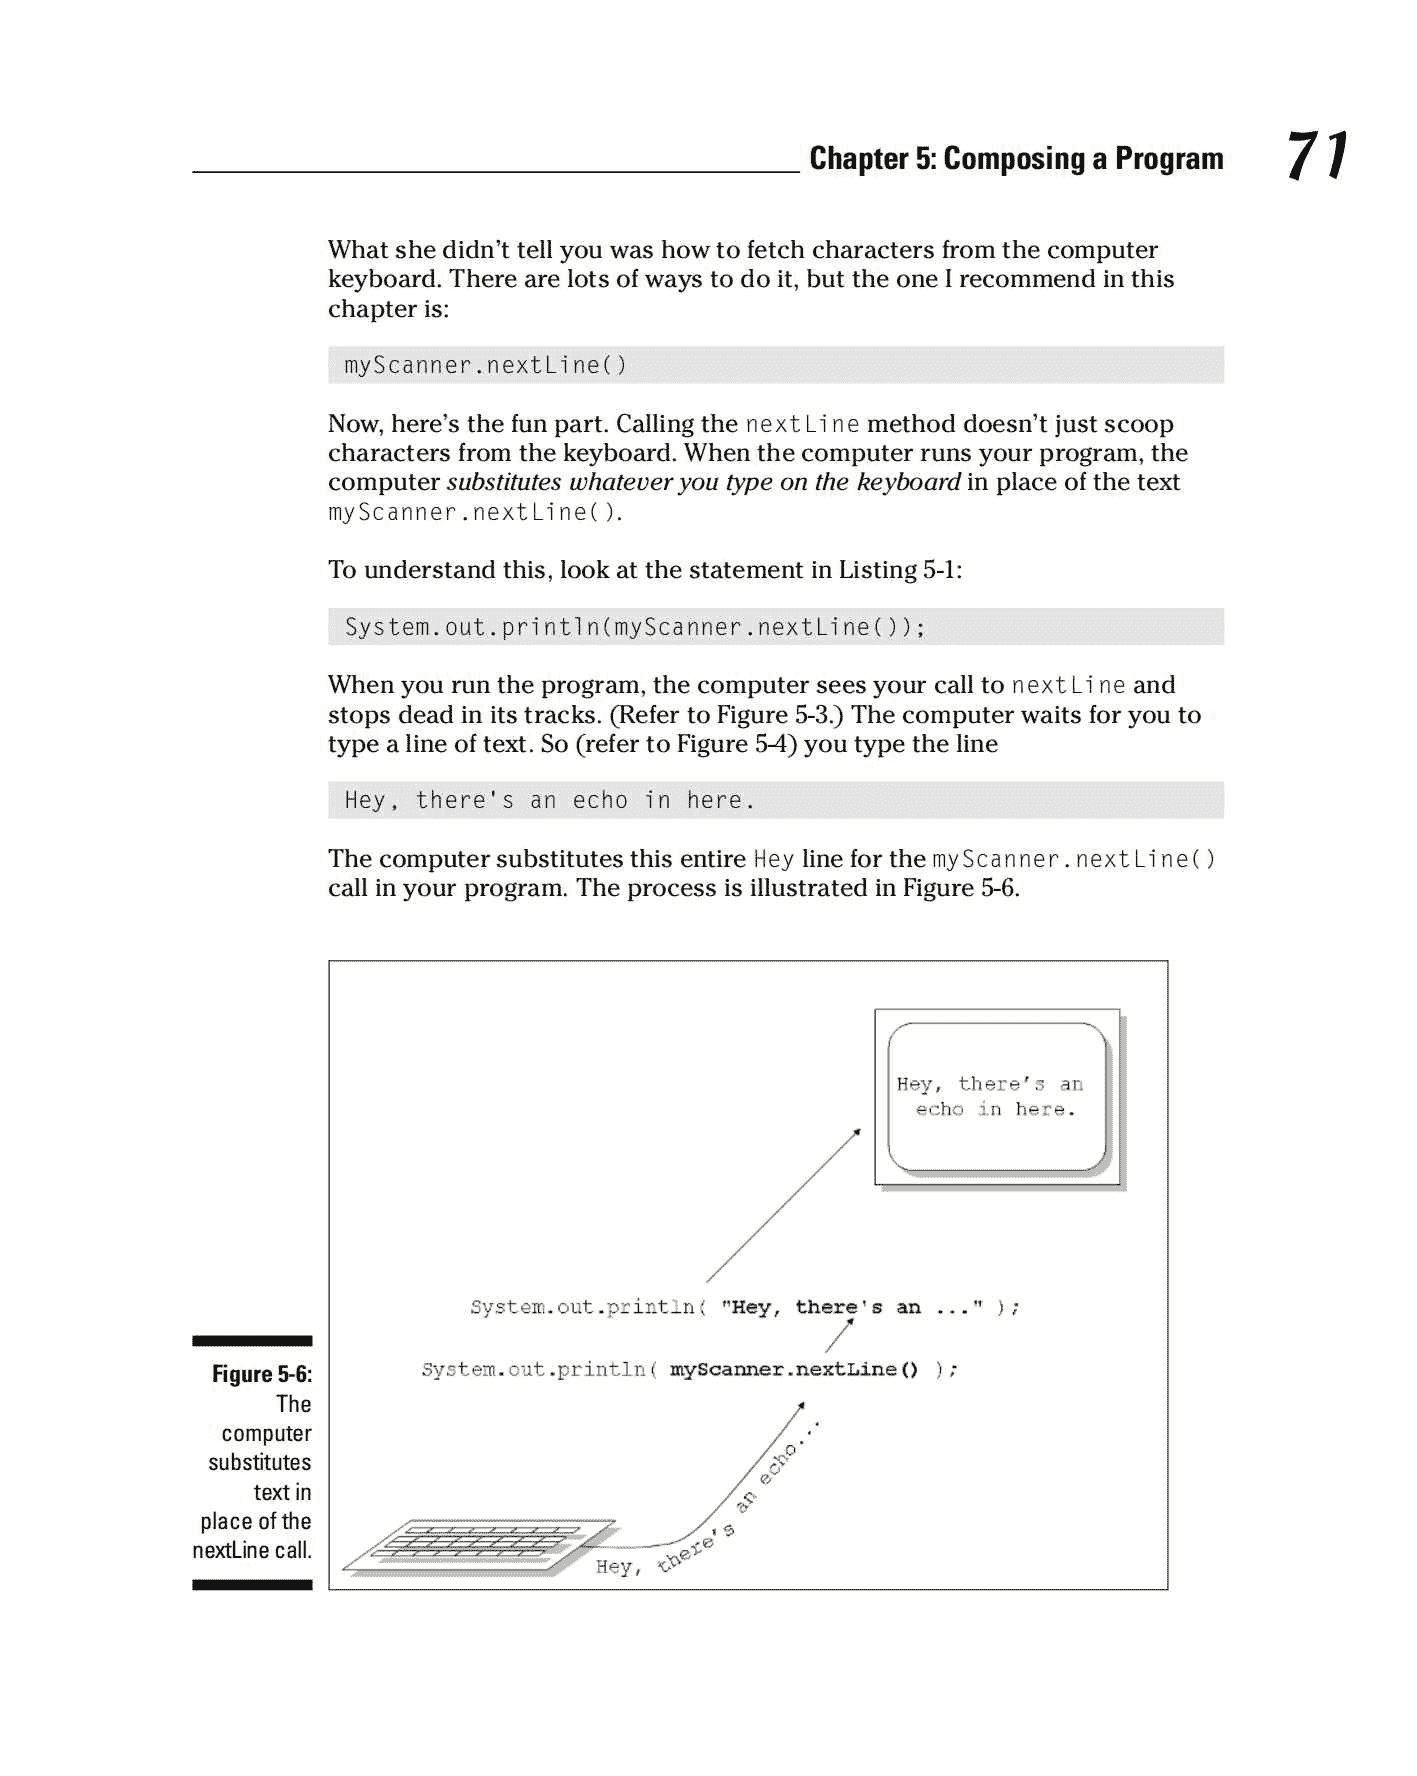 Chapter 5: Composing a Program 71
What she didn't tell you was how to fetch characters from the computer
keyboard. There are lots of ways to do it, but the one I recommend in this
chapter is:
myScanner.nextLine()
Now, here's the fun part. Calling the nextLine method doesn't just scoop
characters from the keyboard. When the computer runs your program, the
computer substitutes whatever you type on the keyboard in place of the text
myScanner.nextLine().
To understand this, look at the statement in Listing 5-1:
System.out.println(myScanner.nextLine());
When you run the program, the computer sees your call to nextLine and
stops dead in its tracks. (Refer to Figure 5-3.) The computer waits for you to
type a line of text. So (refer to Figure 5-4) you type the line
Hey, there's an echo in here.
The computer substitutes this entire Hey line for the myScanner.nextLine()
call in your program. The process is illustrated in Figure 5-6.
Hey, there's an
echo in here.
System.out.println( "Hey, there's an ..." );
System.out.println( myScanner.nextLine() );
Hey, there's an echo...
Figure 5-6:
The
computer
substitutes
text in
place of the
nextLine call.